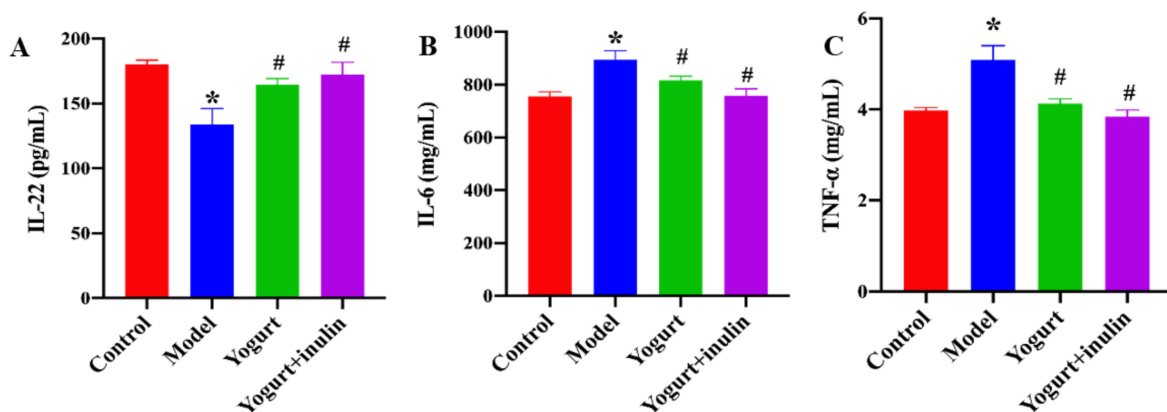 A
IL-22 (pg/mL)
200
150
100
50
0
*
#
#
Control
Model
Yogurt
Yogurt+inulin
B
IL-6 (mg/mL)
1000
800
600
400
200
0
*
#
#
Control
Model
Yogurt
Yogurt+inulin
C
TNF-α (mg/mL)
6
4
2
0
*
#
#
Control
Model
Yogurt
Yogurt+inulin